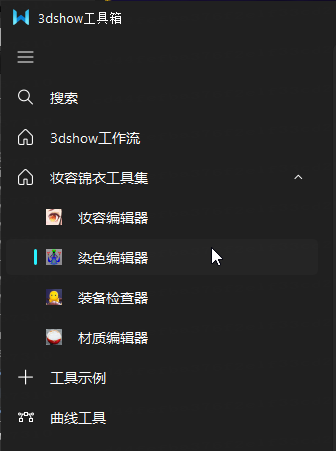 3dshow工具箱
搜索
3dshow工作流
妆容锦衣工具集
妆容编辑器
染色编辑器
装备检查器
材质编辑器
工具示例
曲线工具